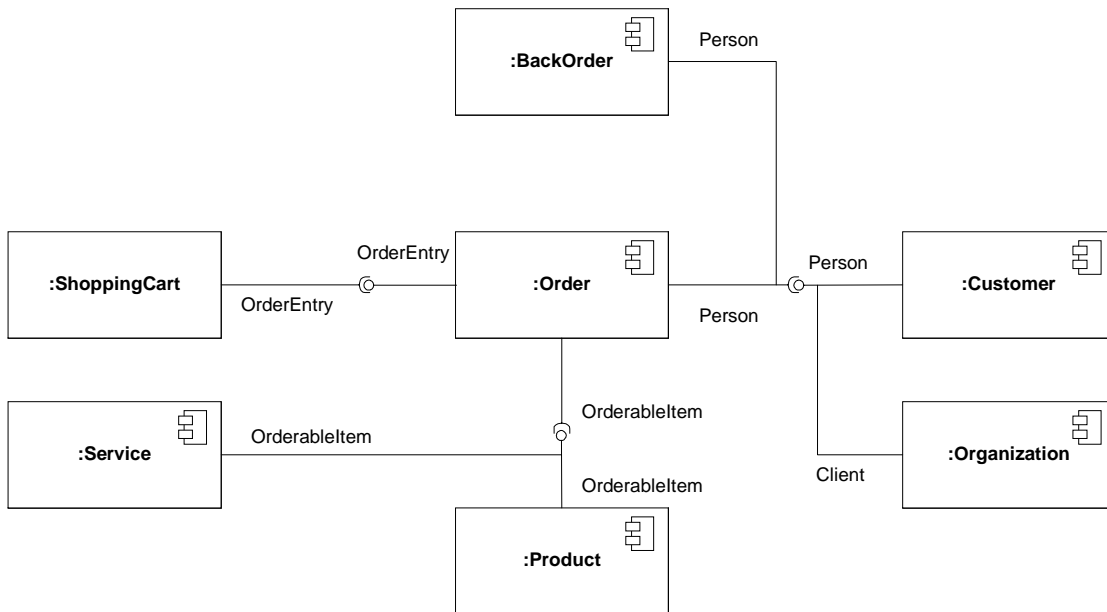 Person
:BackOrder
OrderEntry
Person
:ShoppingCart
:Order
:Customer
OrderEntry
Person
OrderableItem
OrderableItem
:Service
:Organization
Client
OrderableItem
:Product